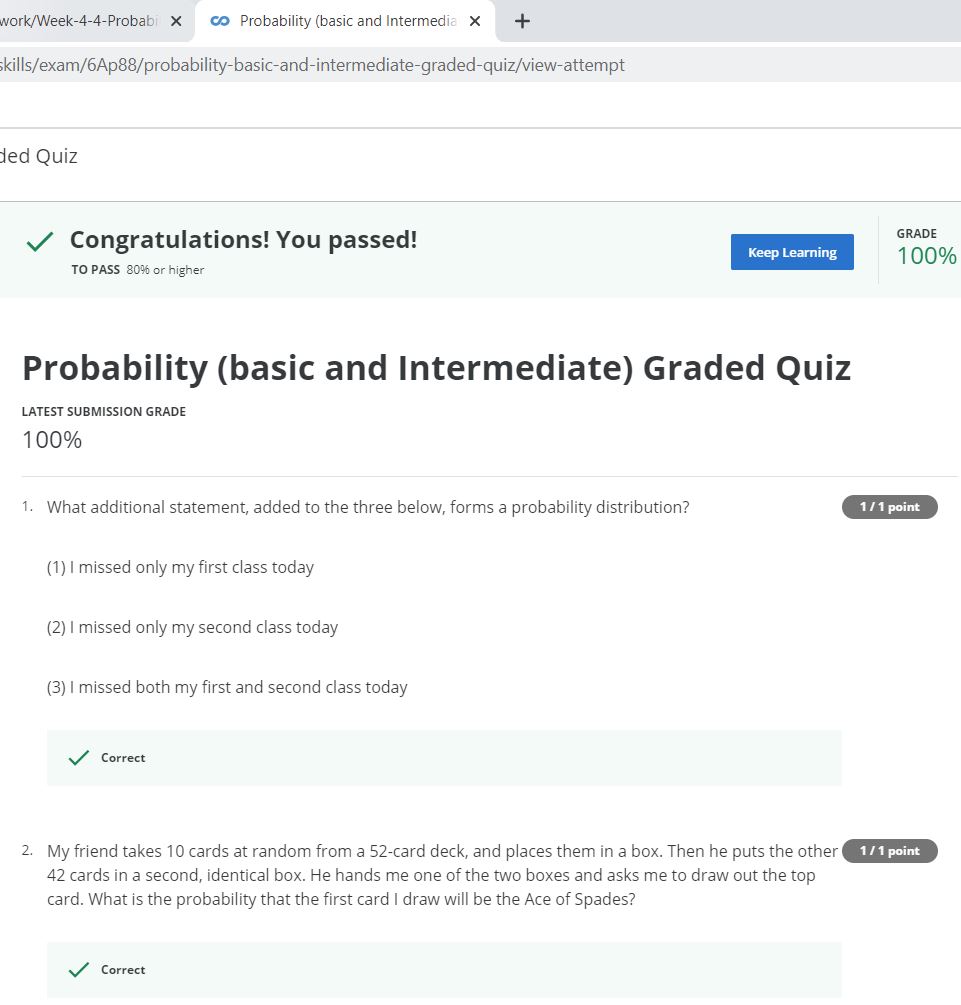 work/Week-4-4-Probabi
Probability (basic and Intermedia
skills/exam/6Ap88/probability-basic-and-intermediate-graded-quiz/view-attempt
ded Quiz
Congratulations! You passed!
TO PASS 80% or higher
Keep Learning
GRADE
100%
Probability (basic and Intermediate) Graded Quiz
LATEST SUBMISSION GRADE
100%
1. What additional statement, added to the three below, forms a probability distribution?
1 / 1 point
(1) I missed only my first class today
(2) I missed only my second class today
(3) I missed both my first and second class today
Correct
2. My friend takes 10 cards at random from a 52-card deck, and places them in a box. Then he puts the other
1 / 1 point
42 cards in a second, identical box. He hands me one of the two boxes and asks me to draw out the top
card. What is the probability that the first card I draw will be the Ace of Spades?
Correct